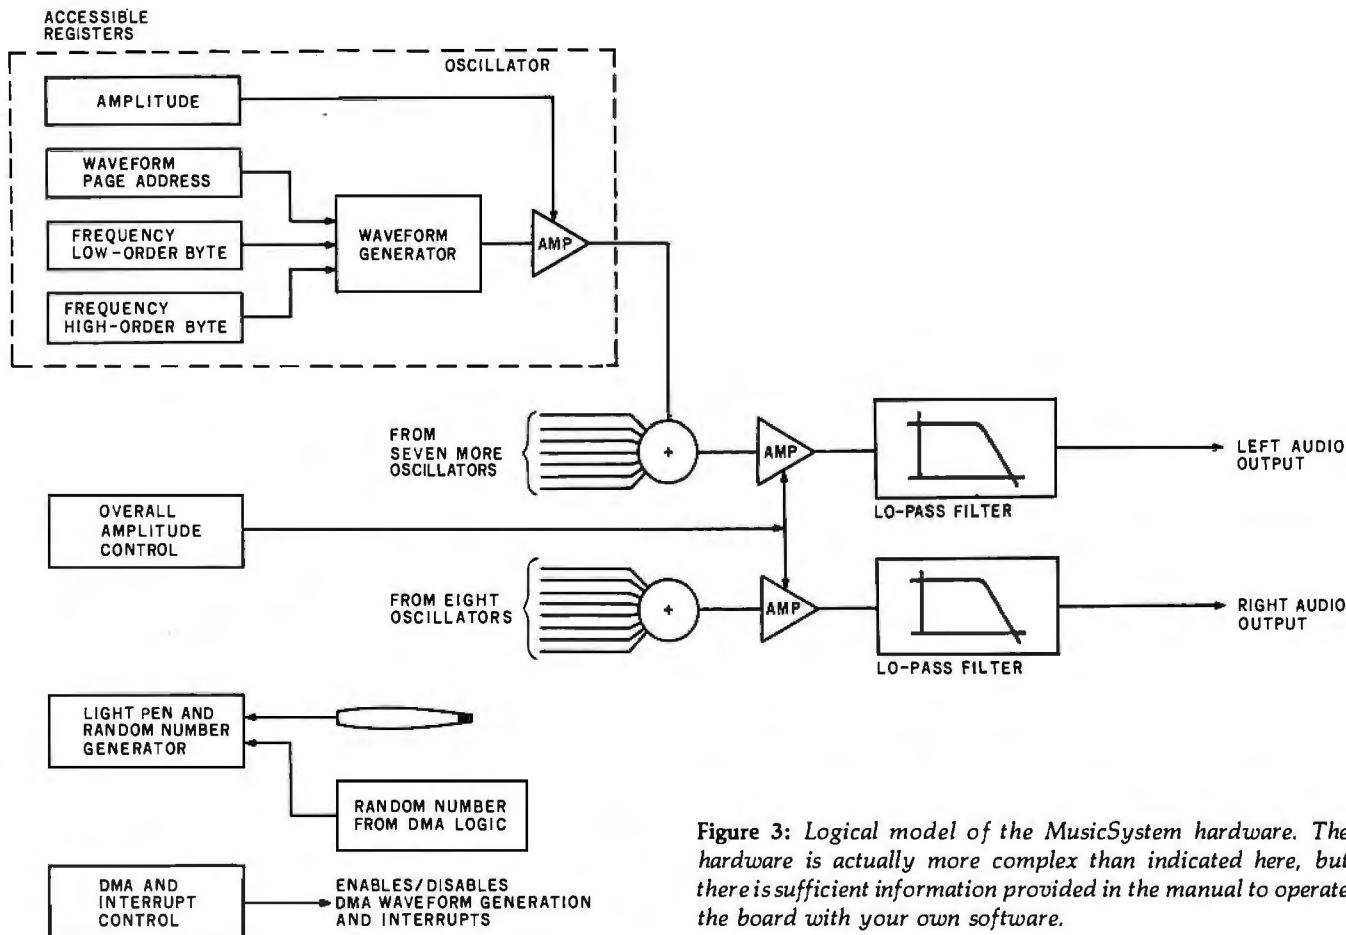 ACCESSIBLE
REGISTERS
OSCILLATOR
AMPLITUDE
WAVEFORM
PAGE ADDRESS
FREQUENCY
LOW-ORDER BYTE
FREQUENCY
HIGH-ORDER BYTE
WAVEFORM
GENERATOR
AMP
FROM
SEVEN MORE
OSCILLATORS
+
AMP
LO-PASS FILTER
LEFT AUDIO
OUTPUT
OVERALL
AMPLITUDE
CONTROL
FROM EIGHT
OSCILLATORS
+
AMP
LO-PASS FILTER
RIGHT AUDIO
OUTPUT
LIGHT PEN AND
RANDOM NUMBER
GENERATOR
RANDOM NUMBER
FROM DMA LOGIC
DMA AND
INTERRUPT
CONTROL
ENABLES/DISABLES
DMA WAVEFORM GENERATION
AND INTERRUPTS
Figure 3: Logical model of the MusicSystem hardware. The
hardware is actually more complex than indicated here, but
there is sufficient information provided in the manual to operate
the board with your own software.